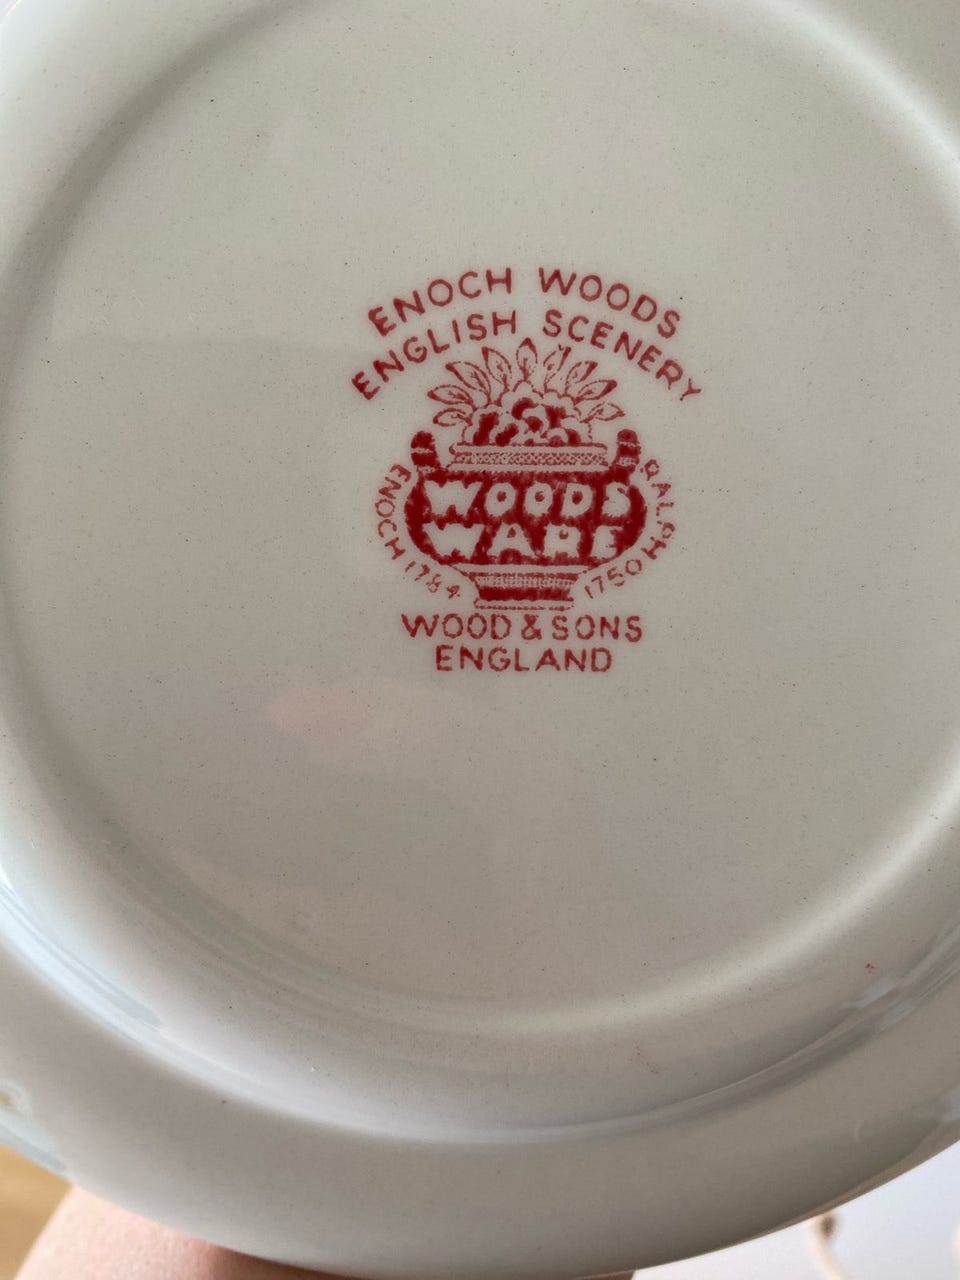 ENOCH WOODS
ENGLISH SCENERY
WOODS
WARE
ENOCH 1784
RALPH 1750
WOOD & SONS
ENGLAND